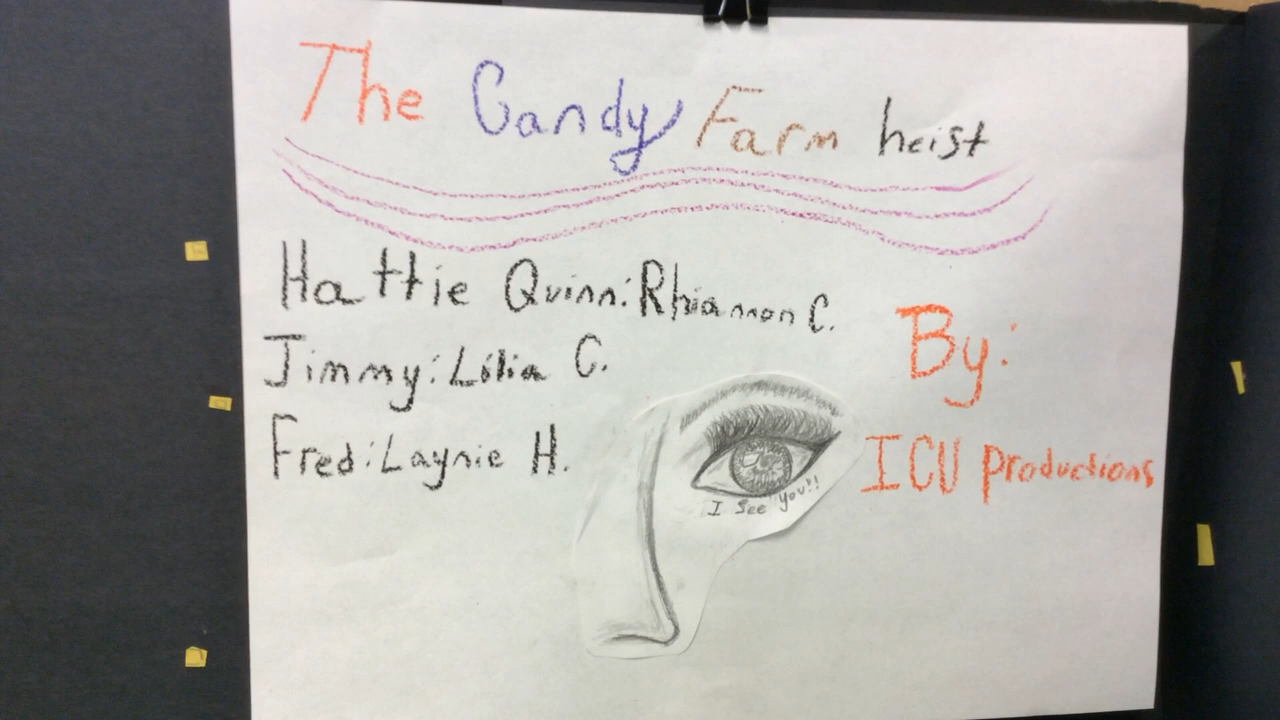 The Candy Farm heist
Hattie Quinn: Rhiannon C.
Jimmy: Lilia C.
Fred: Laynie H.
By:
ICU Productions
I See You!!